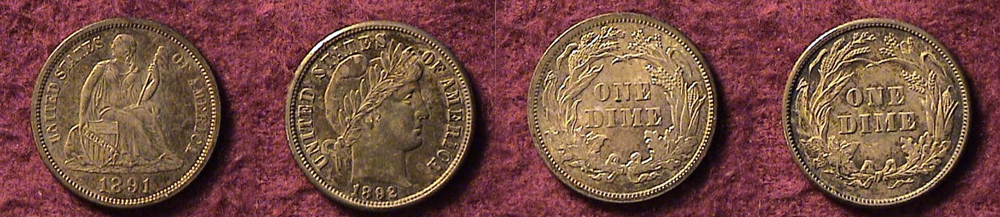 UNITED STATES OF AMERICA
1891
UNITED STATES OF AMERICA
1892
ONE
DIME
ONE
DIME